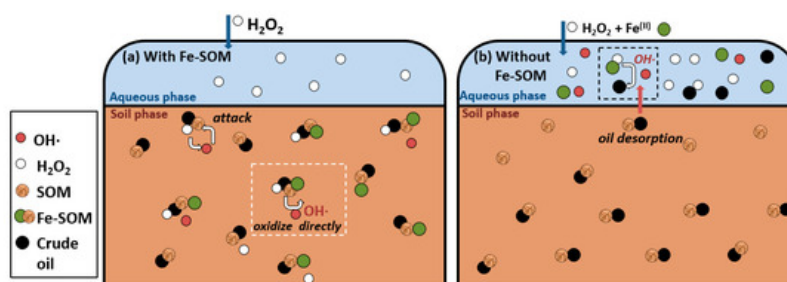 H₂O₂
(a) With Fe-SOM
Aqueous phase
Soil phase
attack
OH·
oxidize directly
H₂O₂ + Fe(II)
(b) Without
Fe-SOM
OH·
Aqueous phase
Soil phase
oil desorption
OH·
H₂O₂
SOM
Fe-SOM
Crude
oil